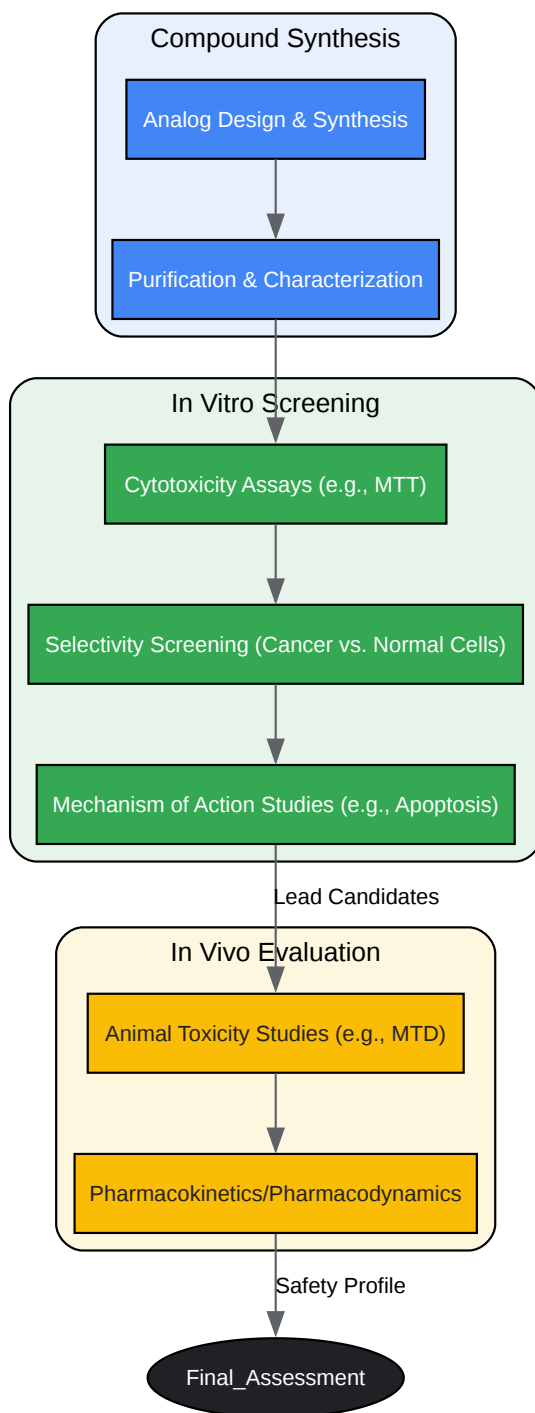 Compound Synthesis
Analog Design & Synthesis
Purification & Characterization
In Vitro Screening
Cytotoxicity Assays (e.g., MTT)
Selectivity Screening (Cancer vs. Normal Cells)
Mechanism of Action Studies (e.g., Apoptosis)
Lead Candidates
In Vivo Evaluation
Animal Toxicity Studies (e.g., MTD)
Pharmacokinetics/Pharmacodynamics
Safety Profile
Final_Assessment